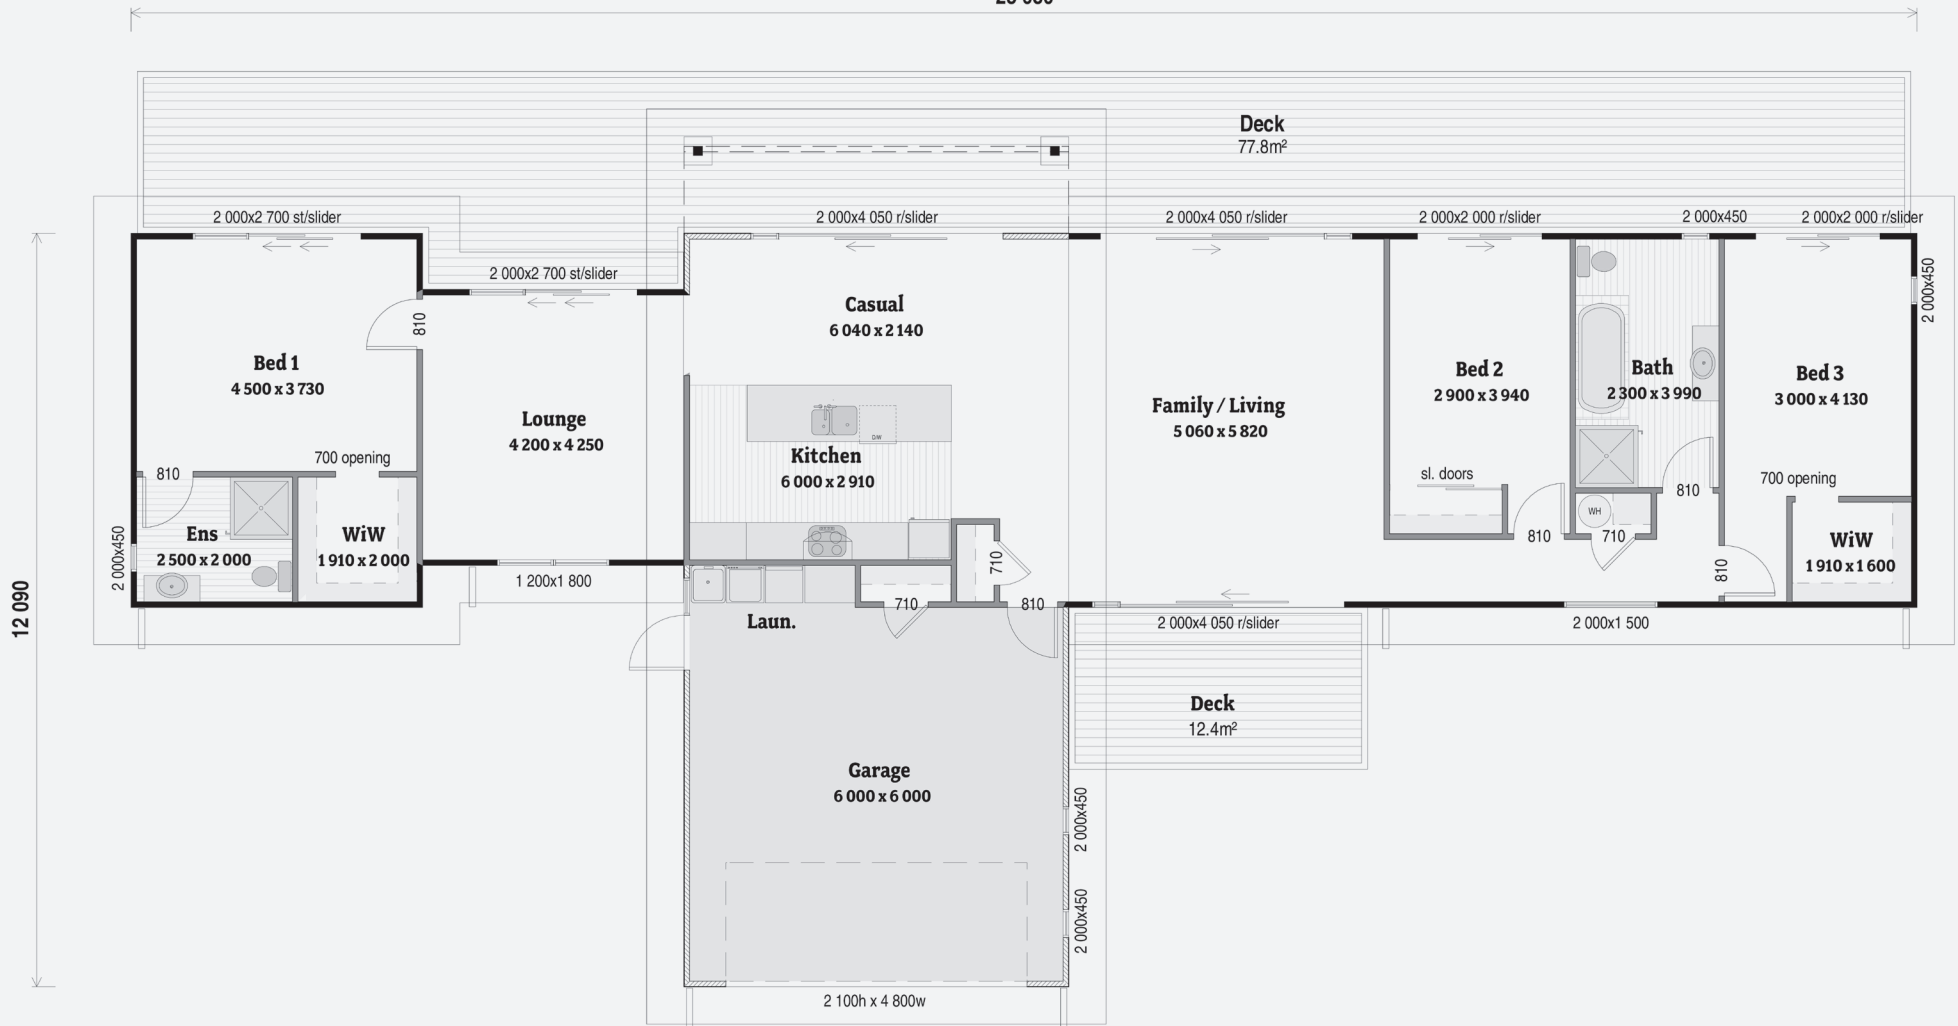 Deck
77.8m²
2 000x2 700 st/slider
2 000x4 050 r/slider
2 000x4 050 r/slider
2 000x2 000 r/slider
2 000x450
2 000x2 000 r/slider
2 000x2 700 st/slider
2 000x450
810
Casual
6 040 x 2 140
Bed 1
4 500 x 3 730
Lounge
4 200 x 4 250
Family / Living
5 060 x 5 820
Bed 2
2 900 x 3 940
Bath
2 300 x 3 990
Bed 3
3 000 x 4 130
D/W
Kitchen
6 000 x 2 910
700 opening
810
sl. doors
700 opening
810
WH
Ens
2 500 x 2 000
WiW
1 910 x 2 000
2 000x450
810
710
WiW
1 910 x 1 600
710
810
1 200x1 800
12 090
710
810
Laun.
2 000x4 050 r/slider
2 000x1 500
Deck
12.4m²
Garage
6 000 x 6 000
2 000x450
2 000x450
2 100h x 4 800w